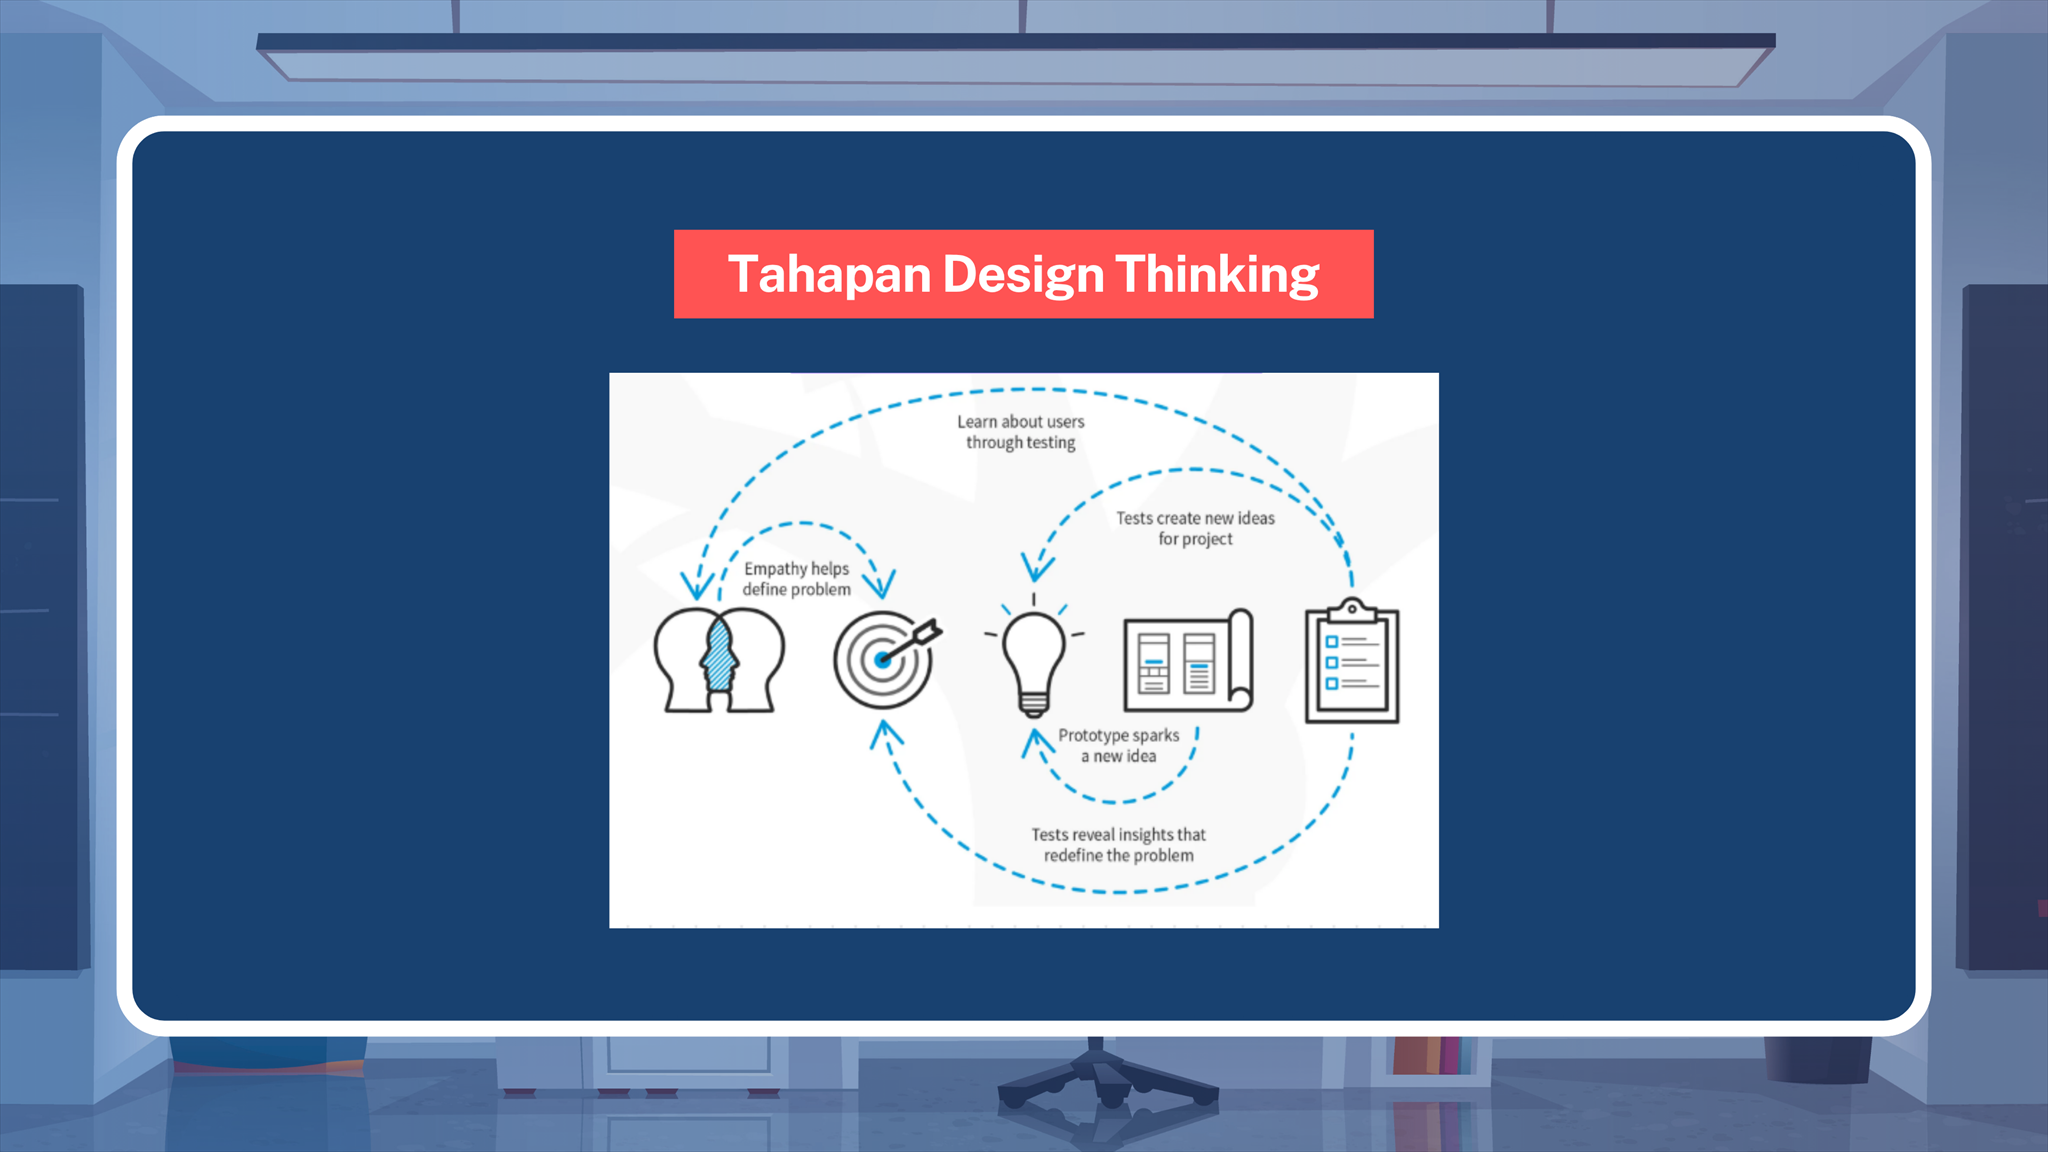 Tahapan Design Thinking
Learn about users
through testing
Tests create new ideas
for project
Empathy helps
define problem
Prototype sparks
a new idea
Tests reveal insights that
redefine the problem